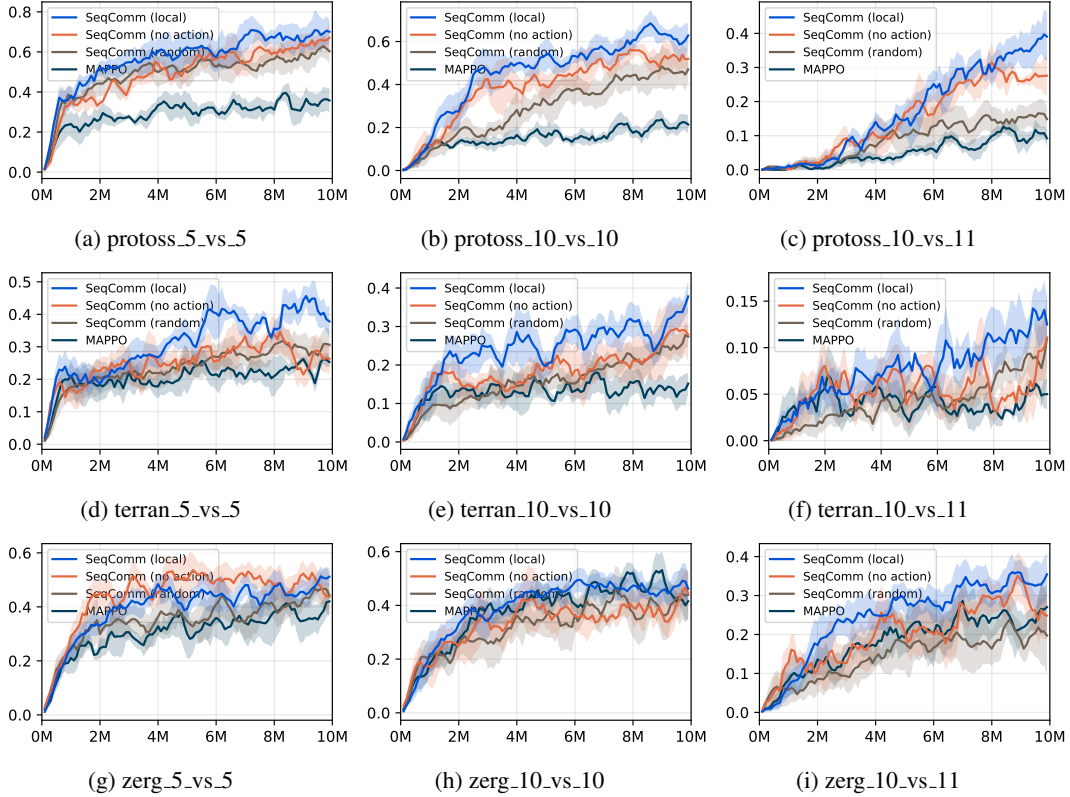 SeqComm (local)
SeqComm (no action)
SeqComm (random)
MAPPO
0.8
0.6
0.4
0.2
0.0
0M 2M 4M 6M 8M 10M
(a) protoss_5_vs_5
SeqComm (local)
SeqComm (no action)
SeqComm (random)
MAPPO
0.6
0.4
0.2
0.0
0M 2M 4M 6M 8M 10M
(b) protoss_10_vs_10
SeqComm (local)
SeqComm (no action)
SeqComm (random)
MAPPO
0.4
0.3
0.2
0.1
0.0
0M 2M 4M 6M 8M 10M
(c) protoss_10_vs_11
SeqComm (local)
SeqComm (no action)
SeqComm (random)
MAPPO
0.5
0.4
0.3
0.2
0.1
0.0
0M 2M 4M 6M 8M 10M
(d) terran_5_vs_5
SeqComm (local)
SeqComm (no action)
SeqComm (random)
MAPPO
0.4
0.3
0.2
0.1
0.0
0M 2M 4M 6M 8M 10M
(e) terran_10_vs_10
SeqComm (local)
SeqComm (no action)
SeqComm (random)
MAPPO
0.15
0.10
0.05
0.00
0M 2M 4M 6M 8M 10M
(f) terran_10_vs_11
SeqComm (local)
SeqComm (no action)
SeqComm (random)
MAPPO
0.6
0.4
0.2
0.0
0M 2M 4M 6M 8M 10M
(g) zerg_5_vs_5
SeqComm (local)
SeqComm (no action)
SeqComm (random)
MAPPO
0.6
0.4
0.2
0.0
0M 2M 4M 6M 8M 10M
(h) zerg_10_vs_10
SeqComm (local)
SeqComm (no action)
SeqComm (random)
MAPPO
0.4
0.3
0.2
0.1
0.0
0M 2M 4M 6M 8M 10M
(i) zerg_10_vs_11